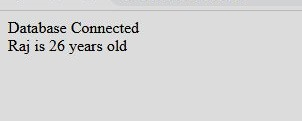 Database Connected
Raj is 26 years old